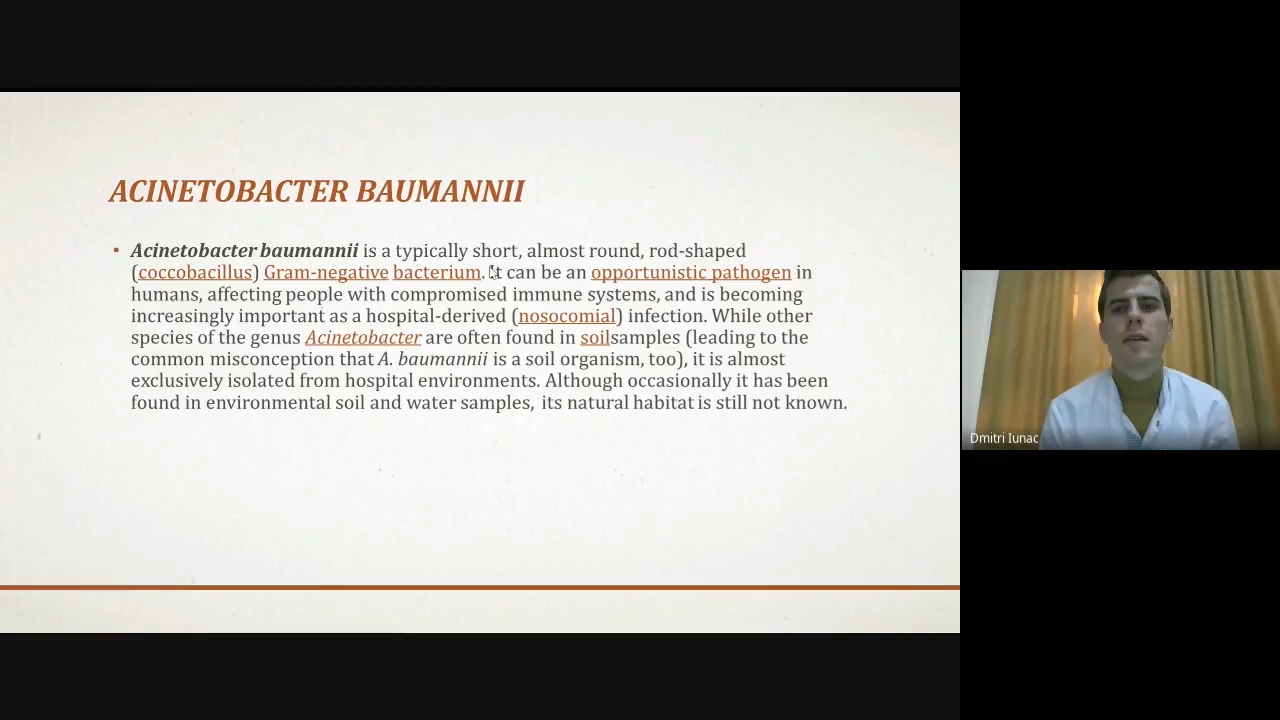 ACINETOBACTER BAUMANNII
• Acinetobacter baumannii is a typically short, almost round, rod-shaped
(coccobacillus) Gram-negative bacterium. It can be an opportunistic pathogen in
humans, affecting people with compromised immune systems, and is becoming
increasingly important as a hospital-derived (nosocomial) infection. While other
species of the genus Acinetobacter are often found in soilsamples (leading to the
common misconception that A. baumannii is a soil organism, too), it is almost
exclusively isolated from hospital environments. Although occasionally it has been
found in environmental soil and water samples, its natural habitat is still not known.
Dmitri Iunac